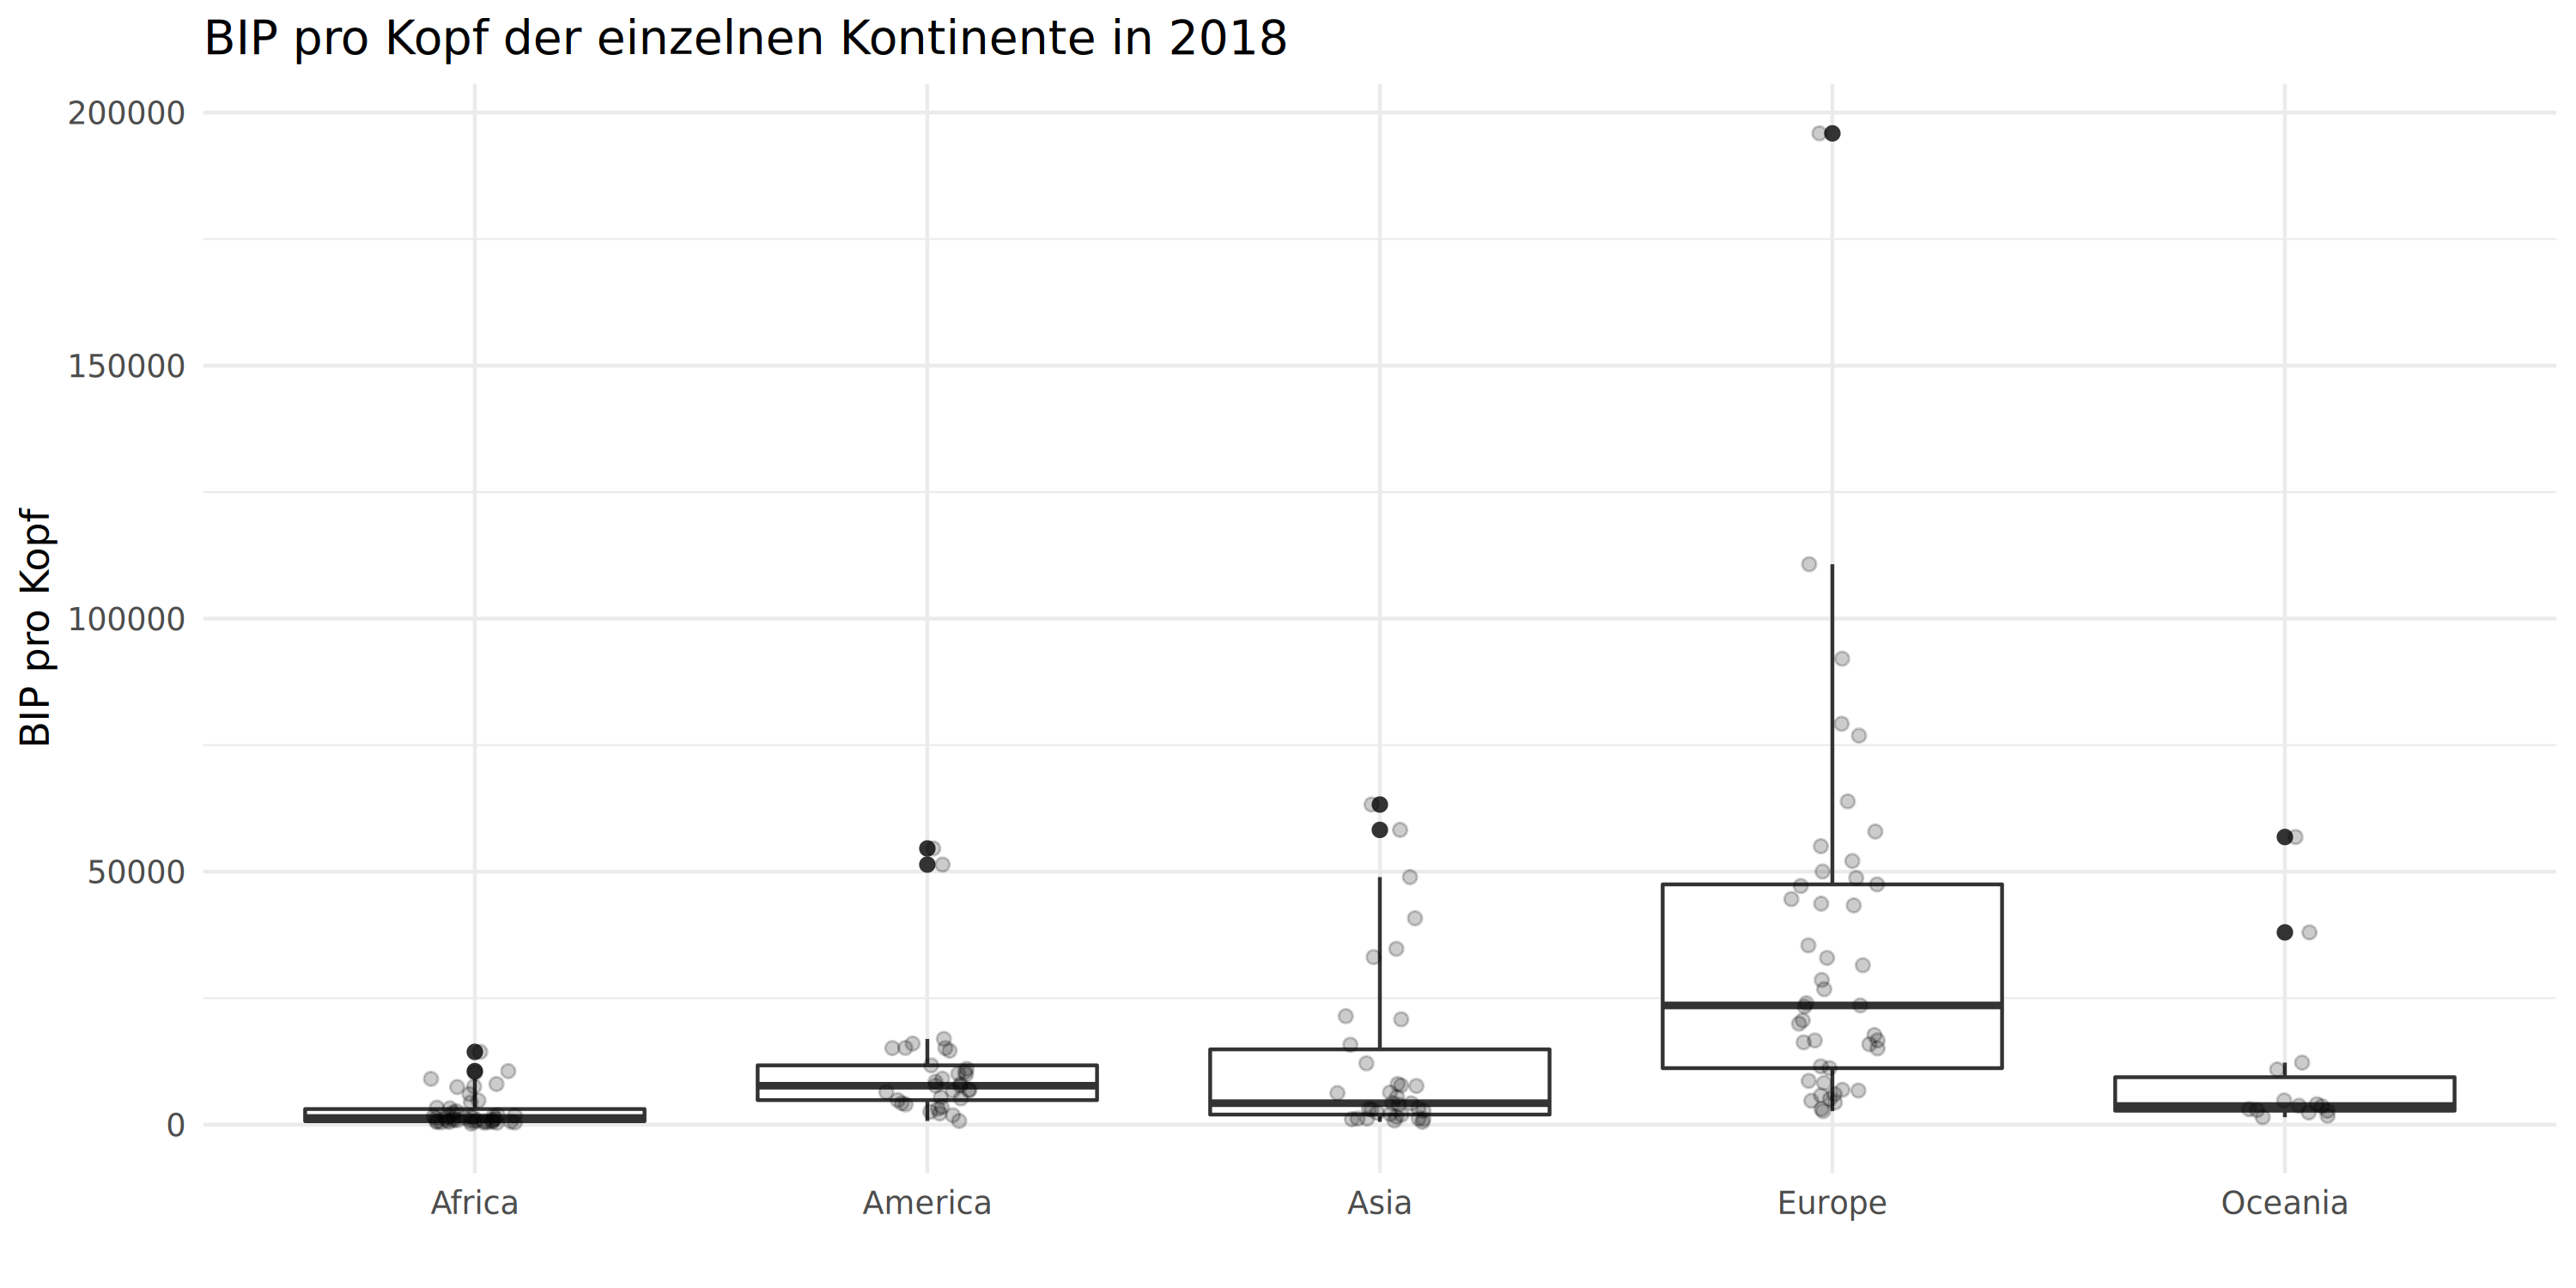 BIP pro Kopf der einzelnen Kontinente in 2018
BIP pro Kopf
200000
150000
100000
50000
0
Africa
America
Asia
Europe
Oceania